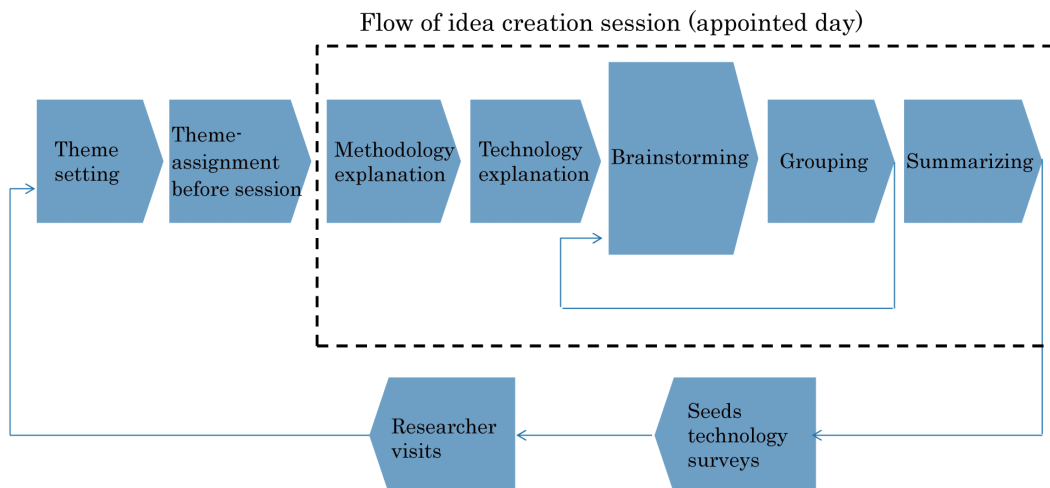 Flow of idea creation session (appointed day)
Theme
setting
Theme-
assignment
before session
Methodology
explanation
Technology
explanation
Brainstorming
Grouping
Summarizing
Researcher
visits
Seeds
technology
surveys